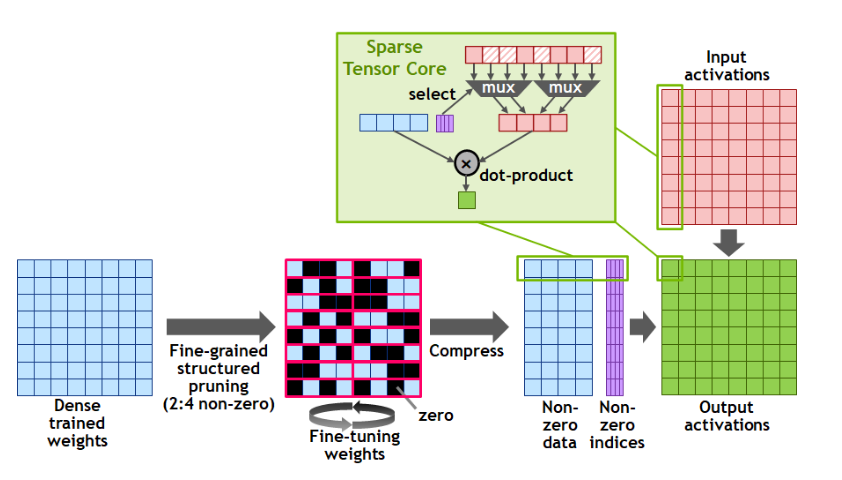 Sparse
Tensor Core
mux
mux
select
×
dot-product
Input
activations
Fine-grained
structured
pruning
(2:4 non-zero)
Compress
Dense
trained
weights
zero
Fine-tuning
weights
Non-
zero
data
Non-
zero
indices
Output
activations